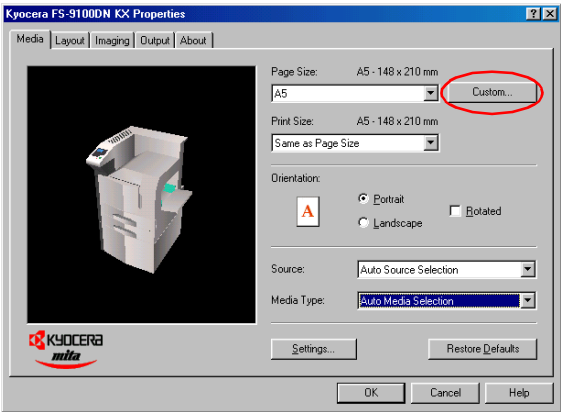 Kyocera FS-9100DN KX Properties
Media Layout Imaging Output About
Page Size: A5 - 148 x 210 mm
A5 Custom...
Print Size: A5 - 148 x 210 mm
Same as Page Size
Orientation:
A Portrait Rotated
Landscape
Source: Auto Source Selection
Media Type: Auto Media Selection
KYOCERA
mita
Settings... Restore Defaults
OK Cancel Help